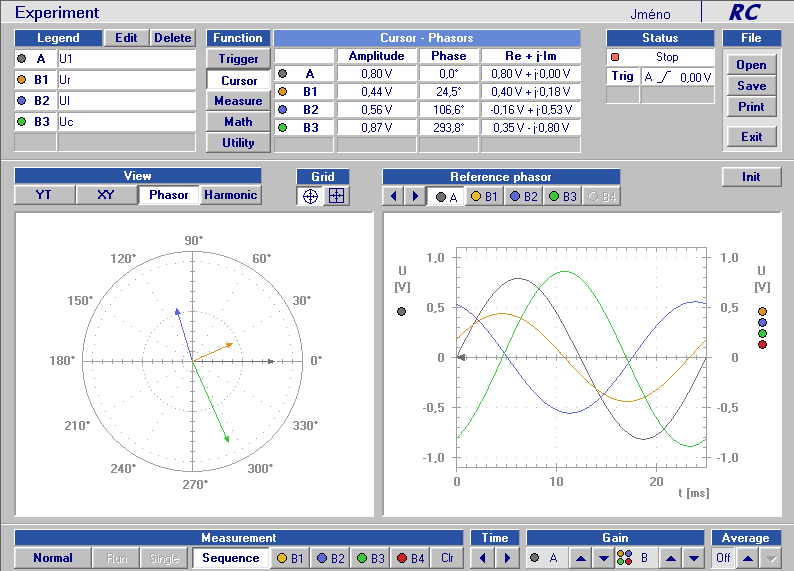 Experiment
Jméno
RC
Legend Edit Delete
A U1
B1 Ur
B2 Ul
B3 Uc
Function
Trigger
Cursor
Measure
Math
Utility
Cursor - Phasors
Amplitude Phase Re + j·Im
A 0,80 V 0,0° 0,80 V + j·0,00 V
B1 0,44 V 24,5° 0,40 V + j·0,18 V
B2 0,56 V 106,6° -0,16 V + j·0,53 V
B3 0,87 V 293,8° 0,35 V - j·0,80 V
Status
Stop
Trig A 0,00 V
File
Open
Save
Print
Exit
View
YT XY Phasor Harmonic
Grid
Reference phasor
A B1 B2 B3 B4
Init
90°
120° 60°
150° 30°
180° 0°
210° 330°
240° 300°
270°
U
[V]
1,0
0,5
0
-0,5
-1,0
0 10 20
t [ms]
1,0
0,5
0
-0,5
-1,0
U
[V]
Measurement
Normal Run Single Sequence B1 B2 B3 B4 Clr
Time
Gain
A B
Average
Off